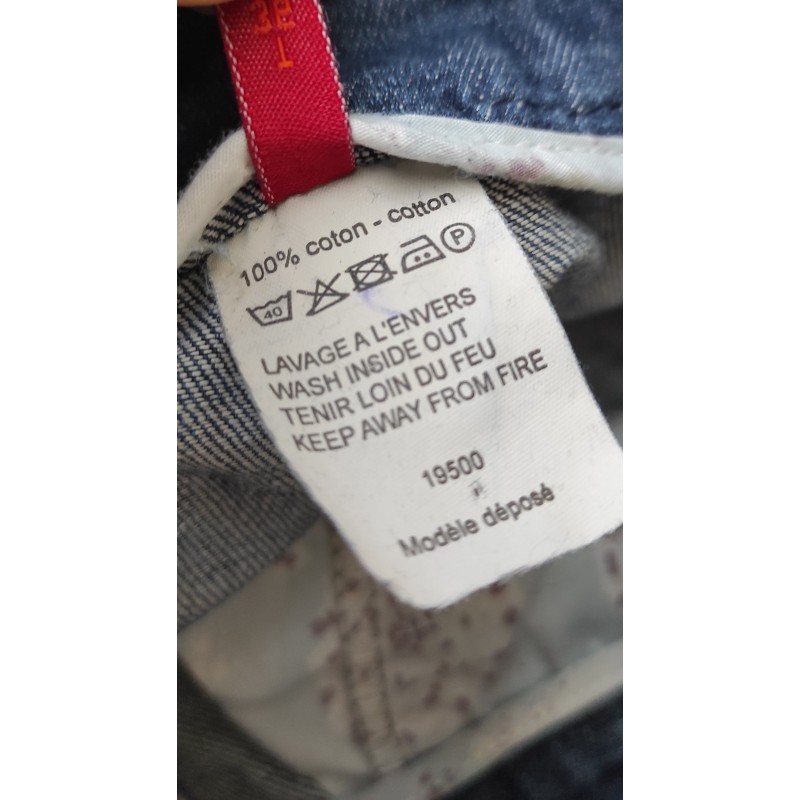 100% coton - cotton
40 P
LAVAGE A L'ENVERS
WASH INSIDE OUT
TENIR LOIN DU FEU
KEEP AWAY FROM FIRE
19500
Modèle déposé